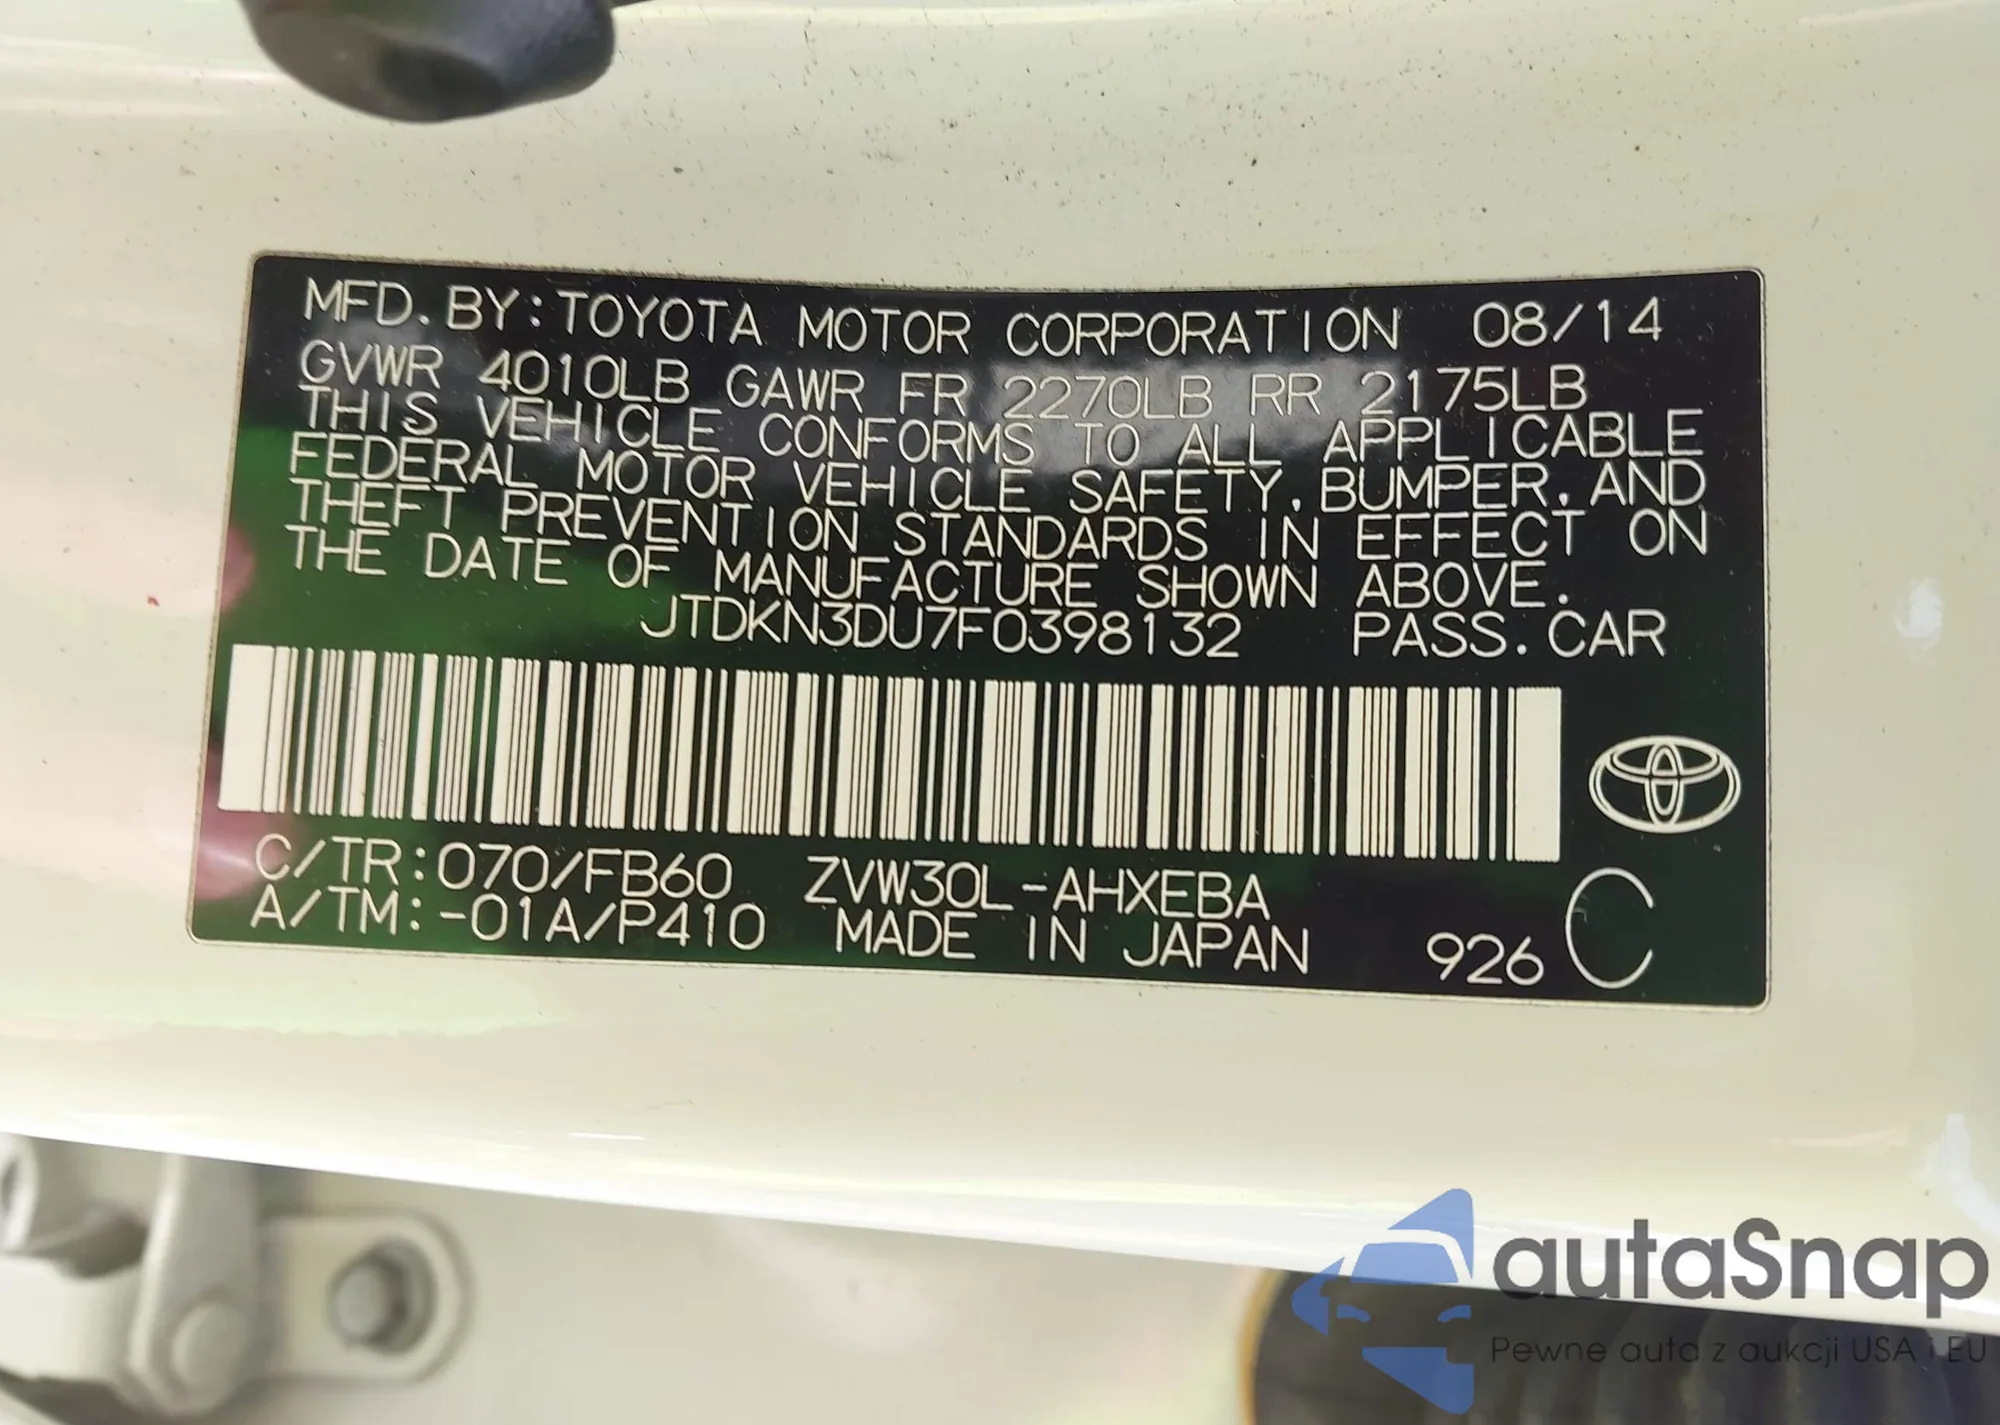 MFD. BY: TOYOTA MOTOR CORPORATION 08/14
GVWR 4010LB GAWR FR 2270LB RR 2175LB
THIS VEHICLE CONFORMS TO ALL APPLICABLE
FEDERAL MOTOR VEHICLE SAFETY, BUMPER, AND
THEFT PREVENTION STANDARDS IN EFFECT ON
THE DATE OF MANUFACTURE SHOWN ABOVE.
JTDKN3DU7F0398132 PASS. CAR
C/TR: 070/FB60 ZVW30L-AHXEBA
A/TM: -01A/P410 MADE IN JAPAN 926 C
autaSnap
Pewne auta z aukcji USA i EU